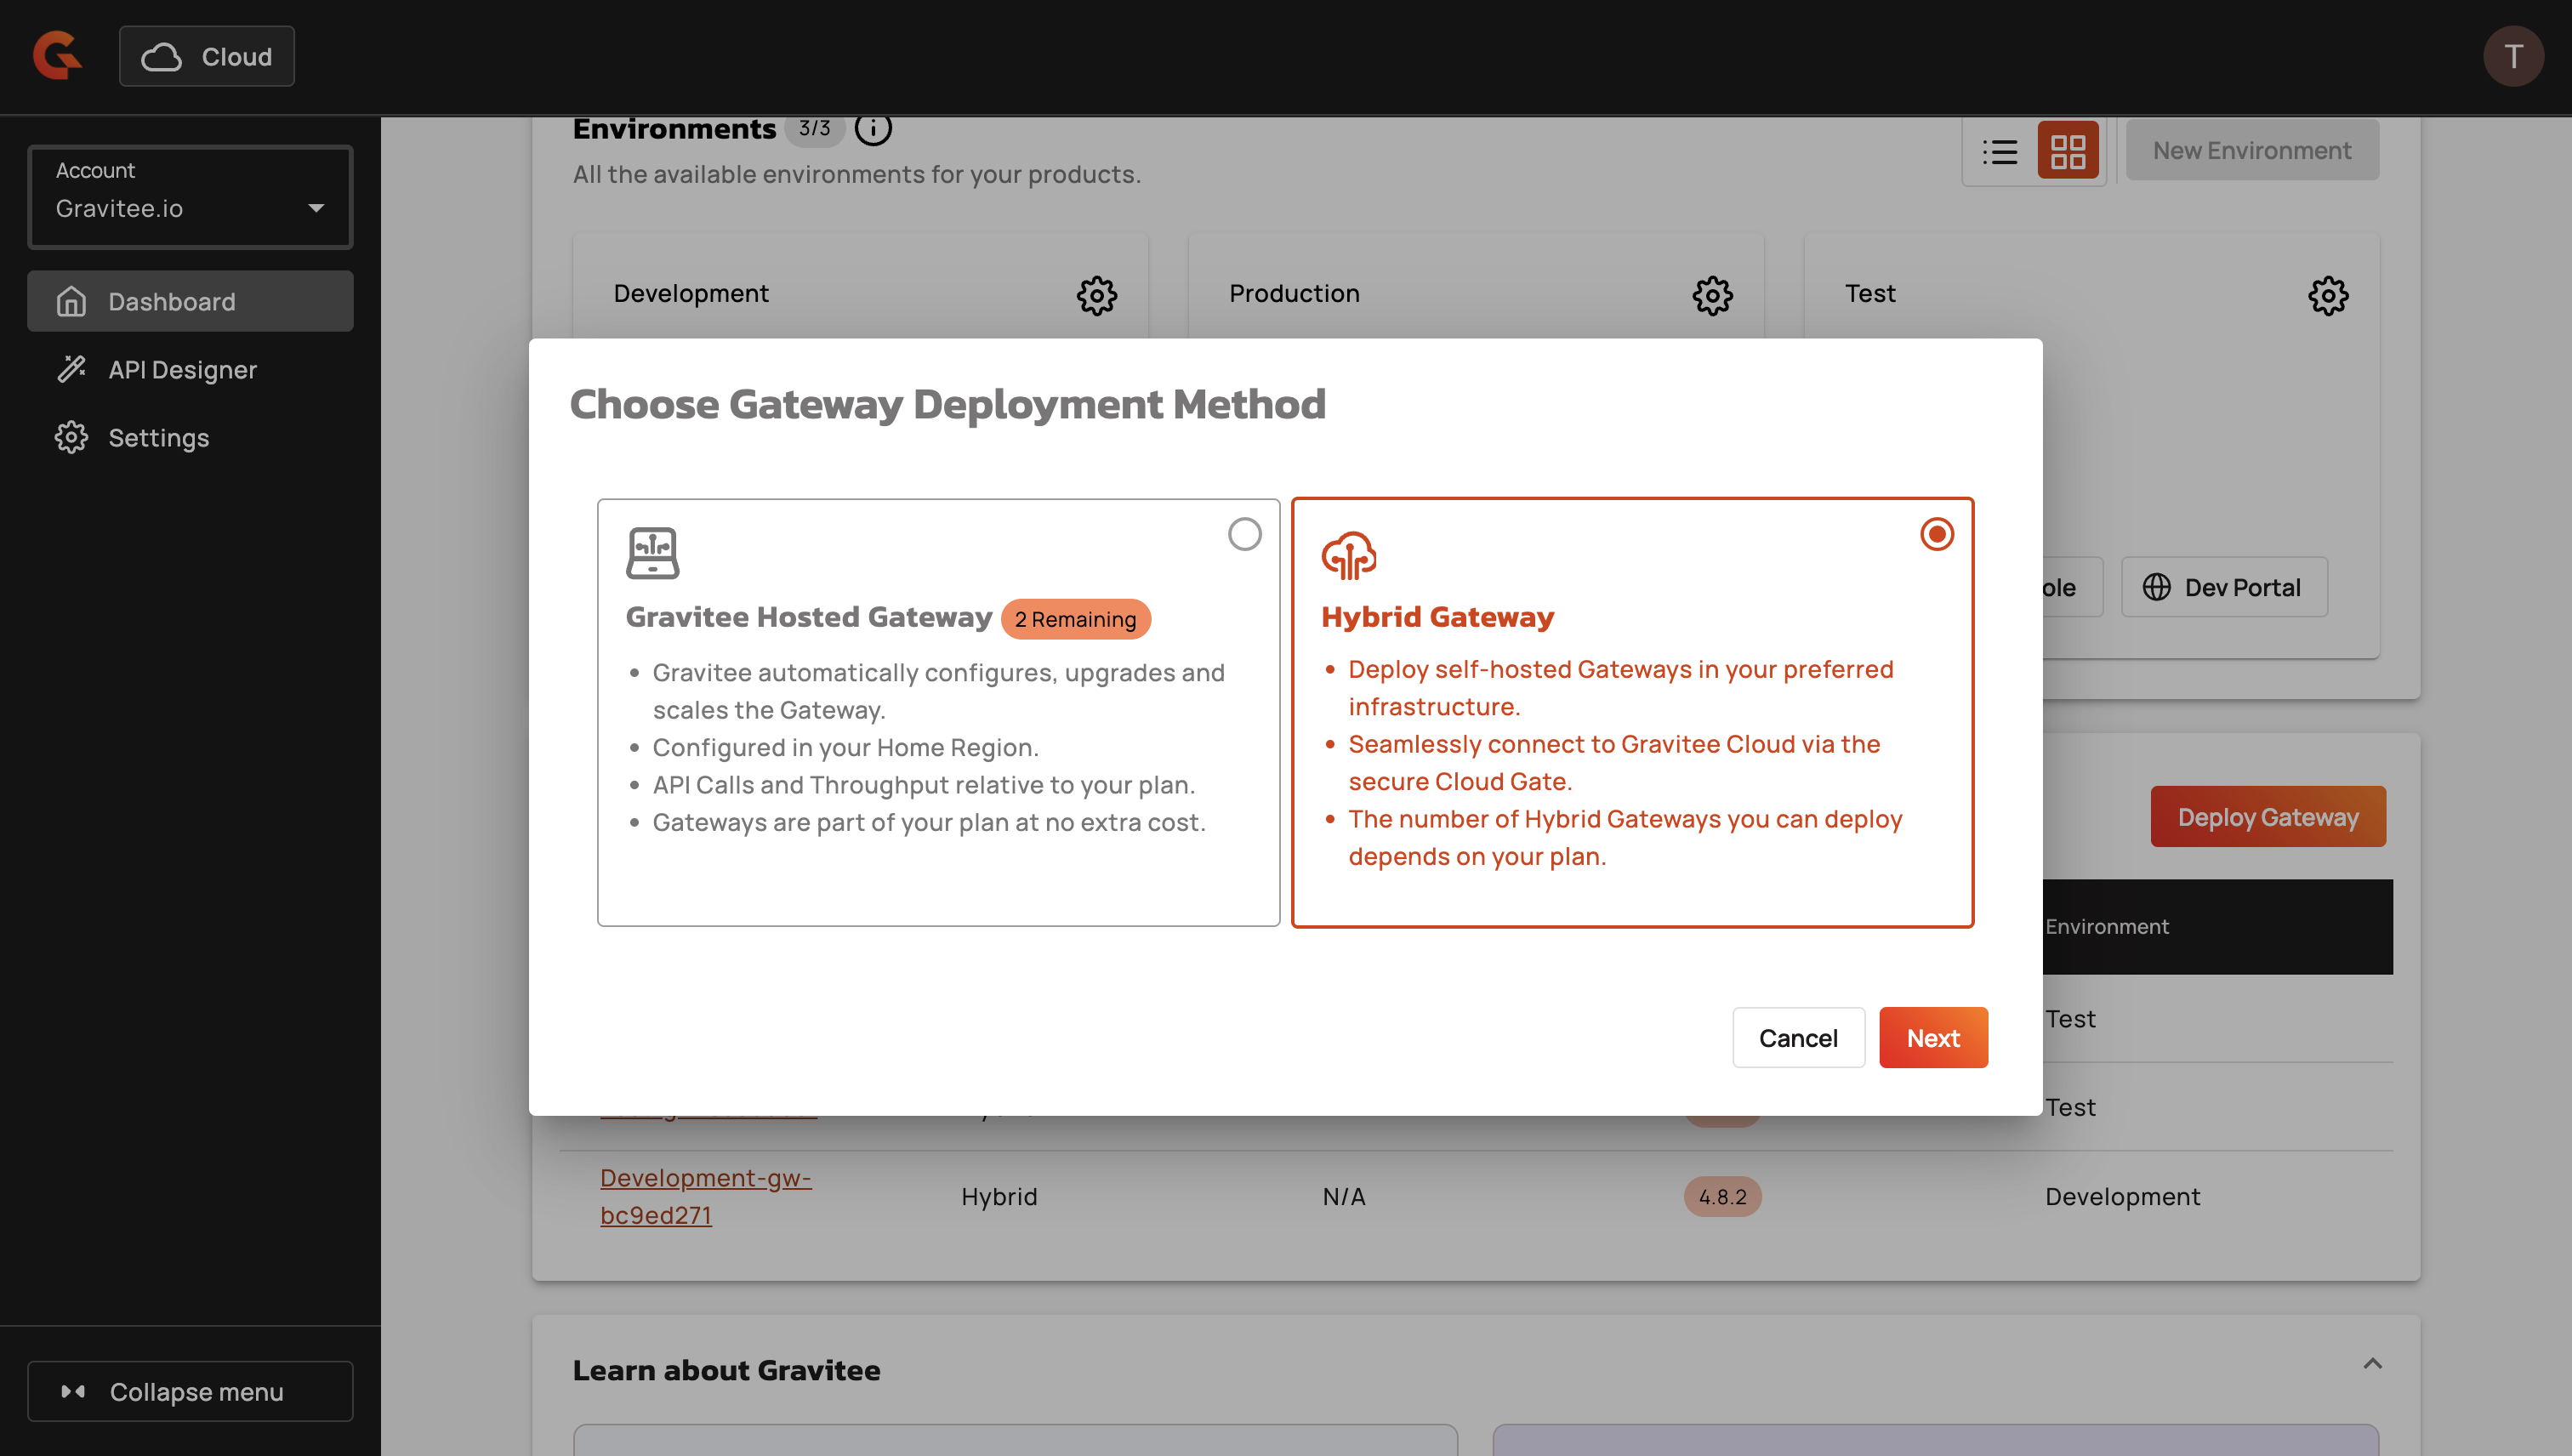 Cloud
T
Account
Gravitee.io
Dashboard
API Designer
Settings
Collapse menu
Environments 3/3
All the available environments for your products.
New Environment
Development
Production
Test
Choose Gateway Deployment Method
Gravitee Hosted Gateway 2 Remaining
Gravitee automatically configures, upgrades and
scales the Gateway.
Configured in your Home Region.
API Calls and Throughput relative to your plan.
Gateways are part of your plan at no extra cost.
Hybrid Gateway
Deploy self-hosted Gateways in your preferred
infrastructure.
Seamlessly connect to Gravitee Cloud via the
secure Cloud Gate.
The number of Hybrid Gateways you can deploy
depends on your plan.
Cancel
Next
ole
Dev Portal
Deploy Gateway
Environment
Test
Test
Development-gw-
bc9ed271
Hybrid
N/A
4.8.2
Development
Learn about Gravitee